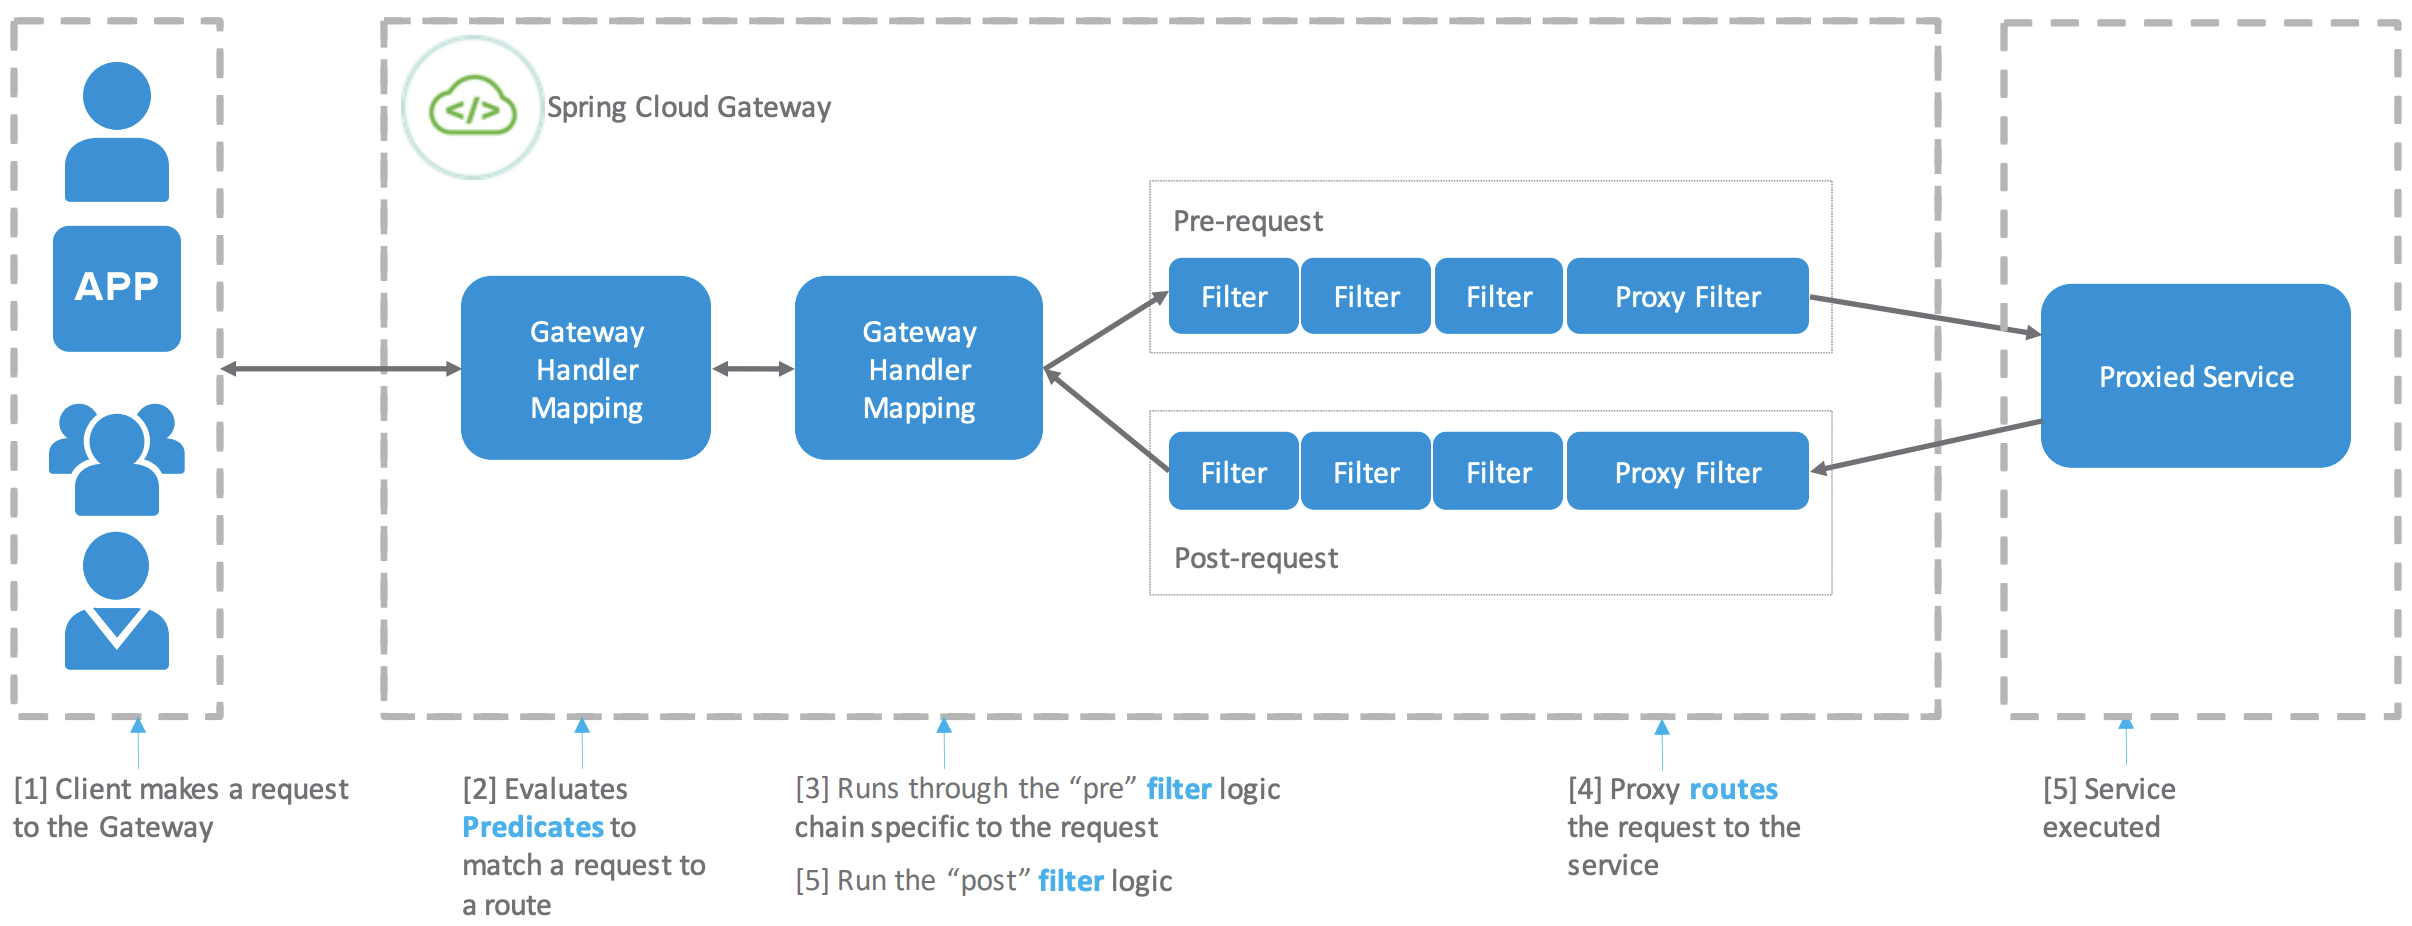 </>
Spring Cloud Gateway
APP
Gateway
Handler
Mapping
Gateway
Handler
Mapping
Pre-request
Filter
Filter
Filter
Proxy Filter
Filter
Filter
Filter
Proxy Filter
Post-request
Proxied Service
[1] Client makes a request
to the Gateway
[2] Evaluates
Predicates to
match a request to
a route
[3] Runs through the “pre” filter logic
chain specific to the request
[5] Run the “post” filter logic
[4] Proxy routes
the request to the
service
[5] Service
executed